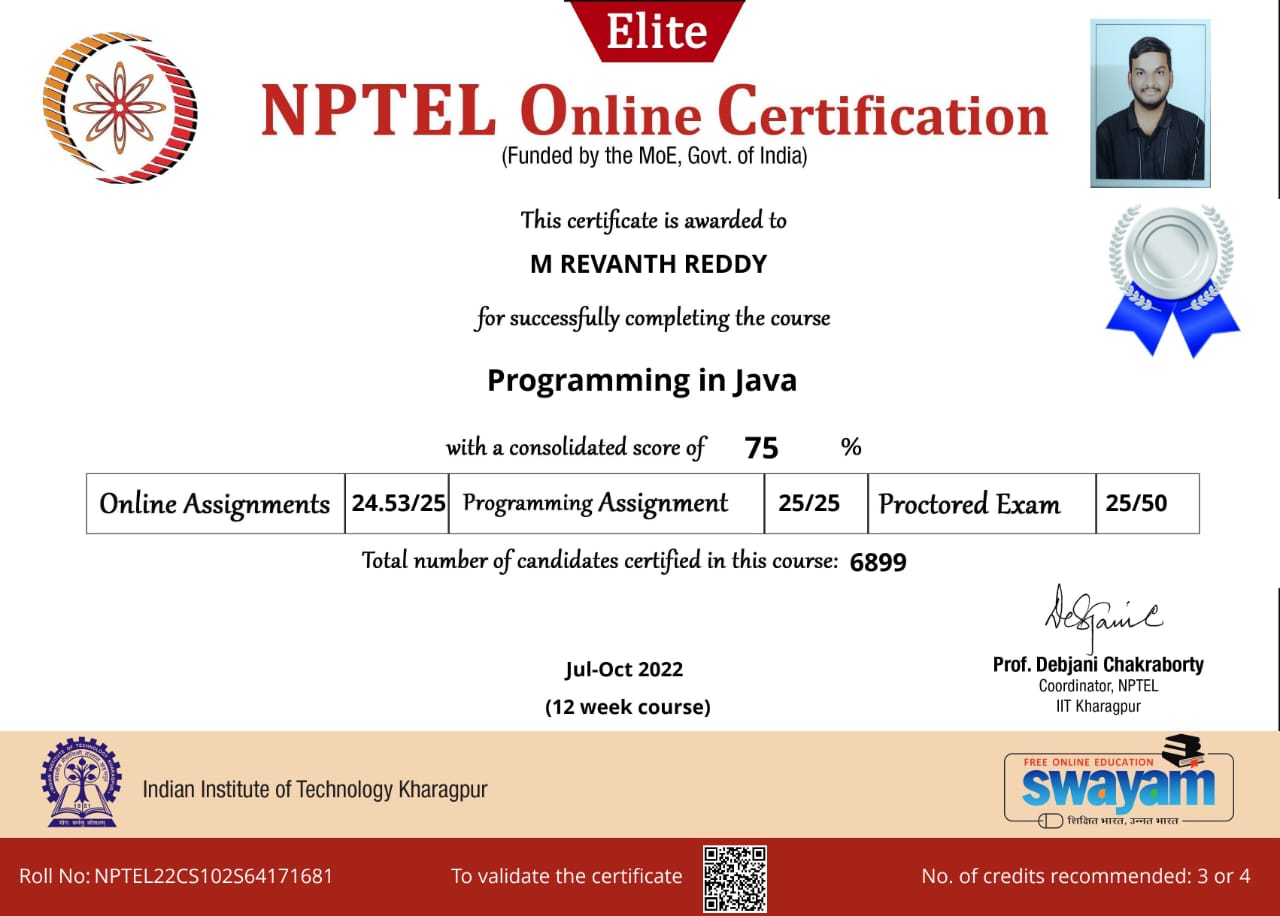 Elite
NPTEL Online Certification
(Funded by the MoE, Govt. of India)
This certificate is awarded to
M REVANTH REDDY
for successfully completing the course
Programming in Java
with a consolidated score of 75 %
Online Assignments 24.53/25 Programming Assignment 25/25 Proctored Exam 25/50
Total number of candidates certified in this course: 6899
Jul-Oct 2022
(12 week course)
Prof. Debjani Chakraborty
Coordinator, NPTEL
IIT Kharagpur
Indian Institute of Technology Kharagpur
FREE ONLINE EDUCATION
swayam
शिक्षित भारत, उन्नत भारत
Roll No: NPTEL22CS102S64171681
To validate the certificate
No. of credits recommended: 3 or 4